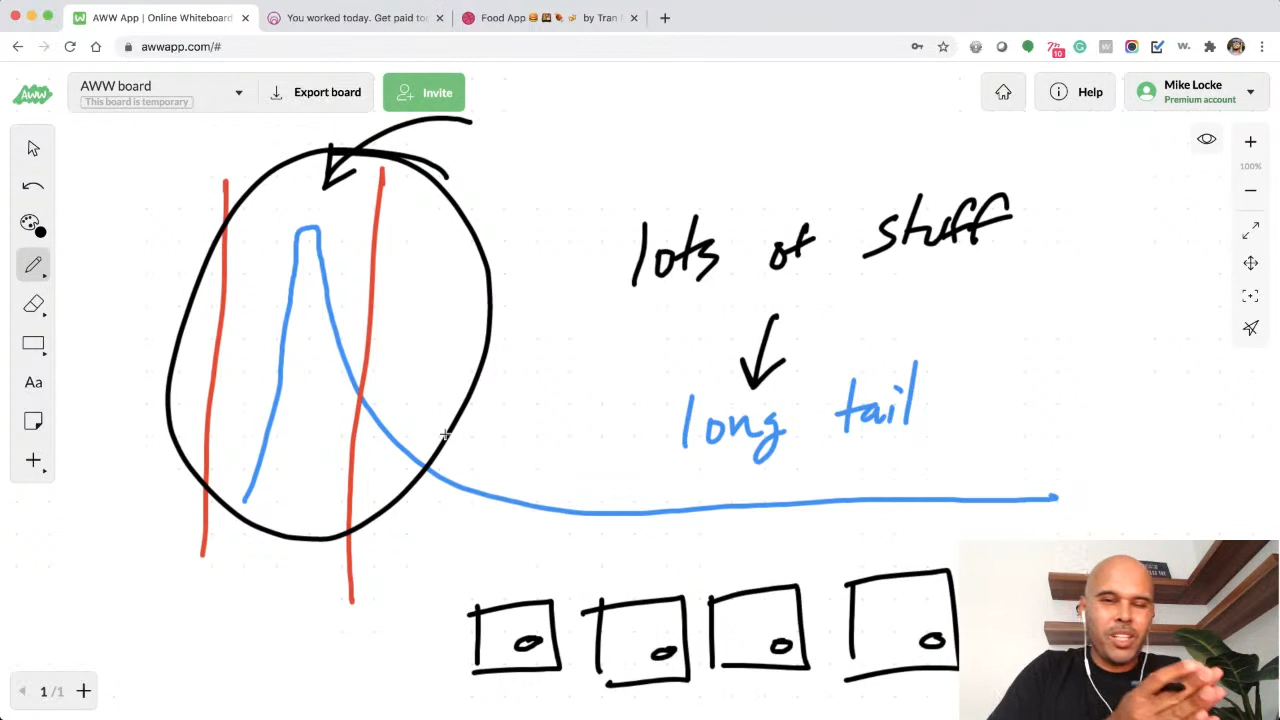 AWW App | Online Whiteboard
You worked today. Get paid to
Food App by Tran
awwapp.com/#
10
AWW
AWW board
This board is temporary
Export board
Invite
Help
Mike Locke
Premium account
100%
lots of stuff
long tail
Aa
1 /1